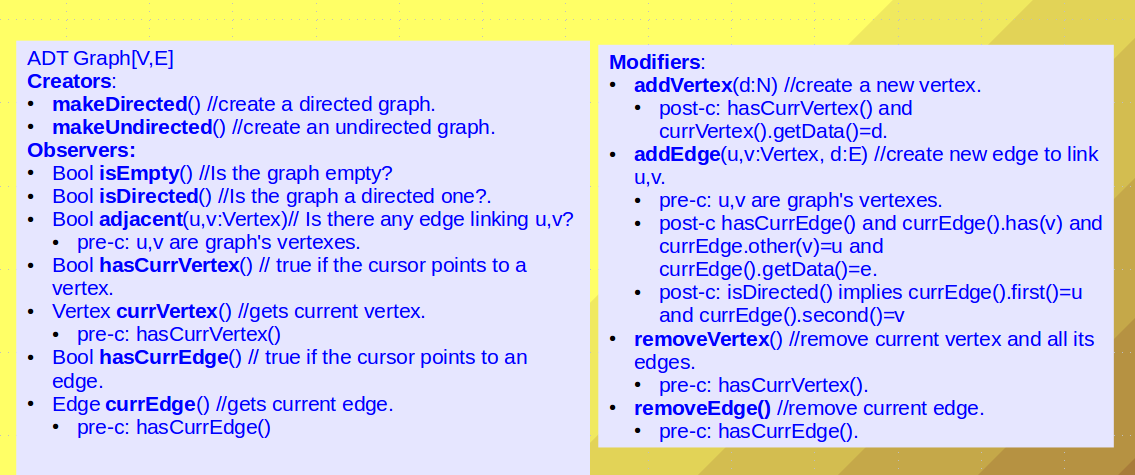 ADT Graph[V,E]
Creators:
• makeDirected() //create a directed graph.
• makeUndirected() //create an undirected graph.
Observers:
• Bool isEmpty() //Is the graph empty?
• Bool isDirected() //Is the graph a directed one?.
• Bool adjacent(u,v:Vertex)// Is there any edge linking u,v?
• pre-c: u,v are graph's vertexes.
• Bool hasCurrVertex() // true if the cursor points to a
vertex.
• Vertex currVertex() //gets current vertex.
• pre-c: hasCurrVertex()
• Bool hasCurrEdge() // true if the cursor points to an
edge.
• Edge currEdge() //gets current edge.
• pre-c: hasCurrEdge()
Modifiers:
• addVertex(d:N) //create a new vertex.
• post-c: hasCurrVertex() and
currVertex().getData()=d.
• addEdge(u,v:Vertex, d:E) //create new edge to link
u,v.
• pre-c: u,v are graph's vertexes.
• post-c hasCurrEdge() and currEdge().has(v) and
currEdge.other(v)=u and
currEdge().getData()=e.
• post-c: isDirected() implies currEdge().first()=u
and currEdge().second()=v
• removeVertex() //remove current vertex and all its
edges.
• pre-c: hasCurrVertex().
• removeEdge() //remove current edge.
• pre-c: hasCurrEdge().